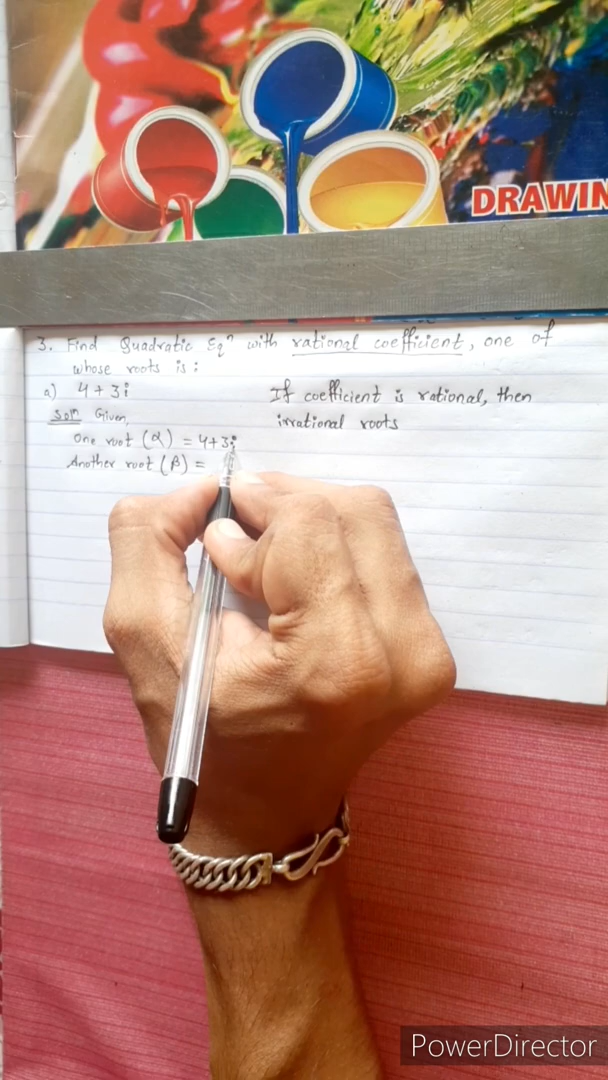 DRAWIN
3. Find Quadratic Eqⁿ with rational coefficient, one of
whose roots is :
a) 4 + 3i
If coefficient is rational, then
irrational roots
Solⁿ Given,
One root (α) = 4+3i
Another root (β) =
PowerDirector